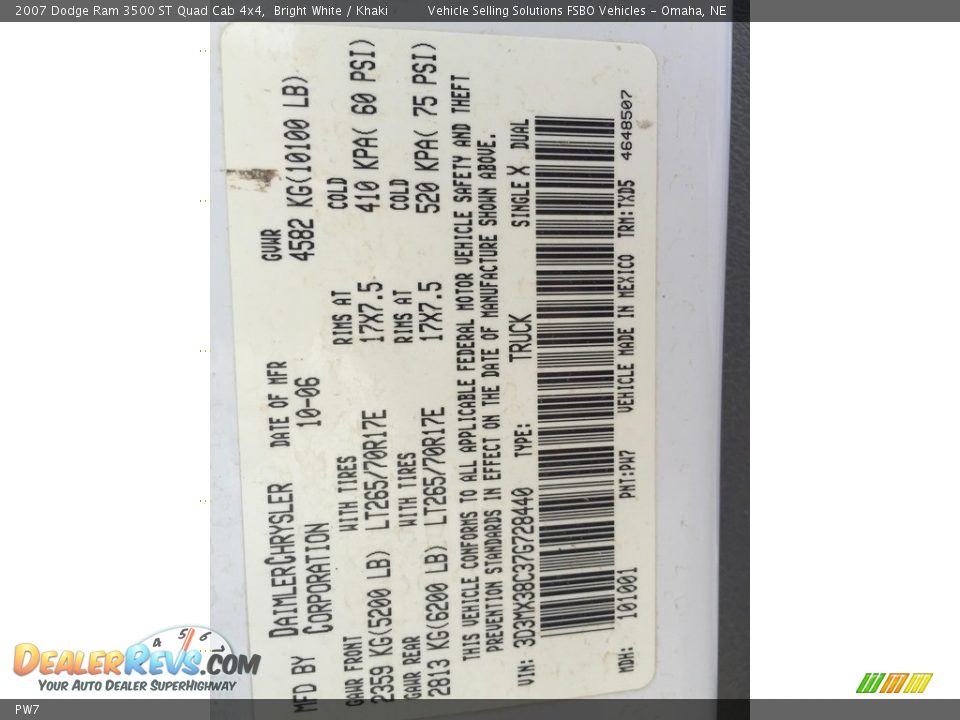 2007 Dodge Ram 3500 ST Quad Cab 4x4, Bright White / Khaki Vehicle Selling Solutions FSBO Vehicles - Omaha, NE
MFD BY DAIMLERCHRYSLER CORPORATION DATE OF MFR 10-06 GVWR 4582 KG(10100 LB)
GAWR FRONT WITH TIRES RIMS AT COLD
2359 KG(5200 LB) LT265/70R17E 17X7.5 410 KPA( 60 PSI)
GAWR REAR WITH TIRES RIMS AT COLD
2813 KG(6200 LB) LT265/70R17E 17X7.5 520 KPA( 75 PSI)
THIS VEHICLE CONFORMS TO ALL APPLICABLE FEDERAL MOTOR VEHICLE SAFETY AND THEFT
PREVENTION STANDARDS IN EFFECT ON THE DATE OF MANUFACTURE SHOWN ABOVE.
VIN: 3D3MX38C37G728440 TYPE: TRUCK SINGLE X DUAL
MDH: 101001 PNT:PW7 VEHICLE MADE IN MEXICO TRM:TXD5 4648507
4 5 6
DEALERREVS.COM
YOUR AUTO DEALER SUPERHIGHWAY
PW7